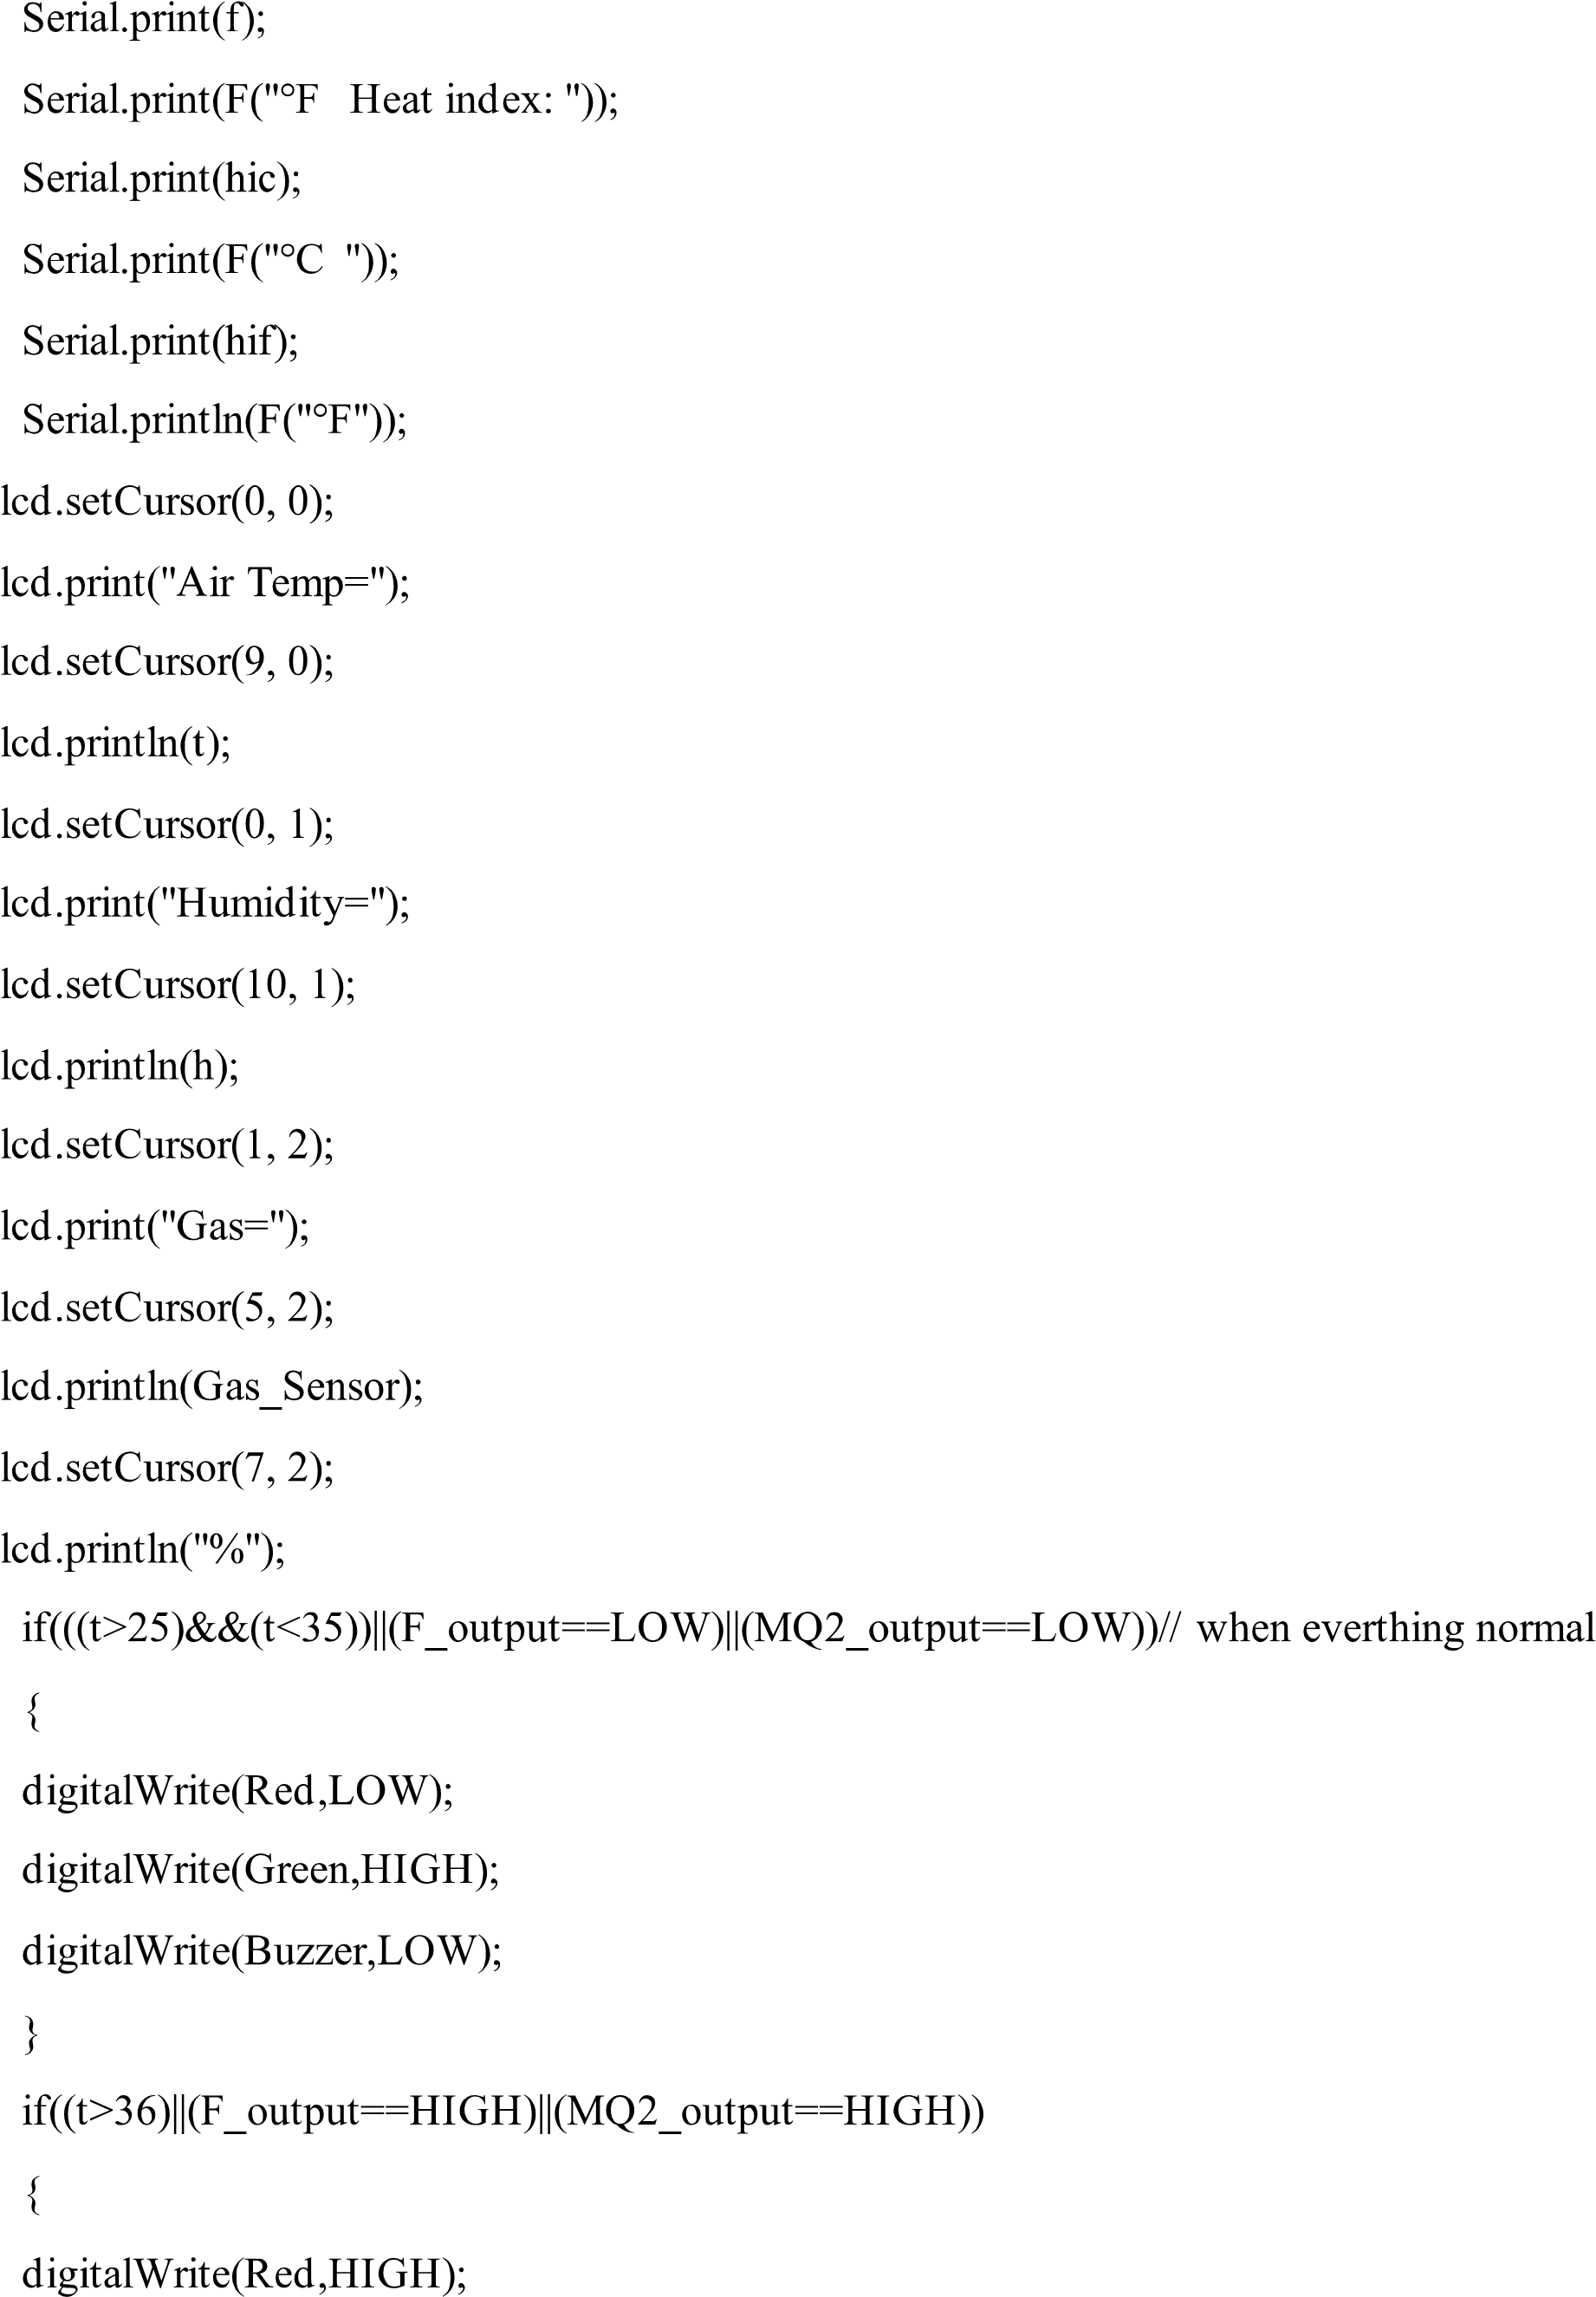 Serial.print(f);
Serial.print(F("°F   Heat index: "));
Serial.print(hic);
Serial.print(F("°C  "));
Serial.print(hif);
Serial.println(F("°F"));
lcd.setCursor(0, 0);
lcd.print("Air Temp=");
lcd.setCursor(9, 0);
lcd.println(t);
lcd.setCursor(0, 1);
lcd.print("Humidity=");
lcd.setCursor(10, 1);
lcd.println(h);
lcd.setCursor(1, 2);
lcd.print("Gas=");
lcd.setCursor(5, 2);
lcd.println(Gas_Sensor);
lcd.setCursor(7, 2);
lcd.println("%");
if(((t>25)&&(t<35))||(F_output==LOW)||(MQ2_output==LOW))// when everthing normal
{
digitalWrite(Red,LOW);
digitalWrite(Green,HIGH);
digitalWrite(Buzzer,LOW);
}
if((t>36)||(F_output==HIGH)||(MQ2_output==HIGH))
{
digitalWrite(Red,HIGH);